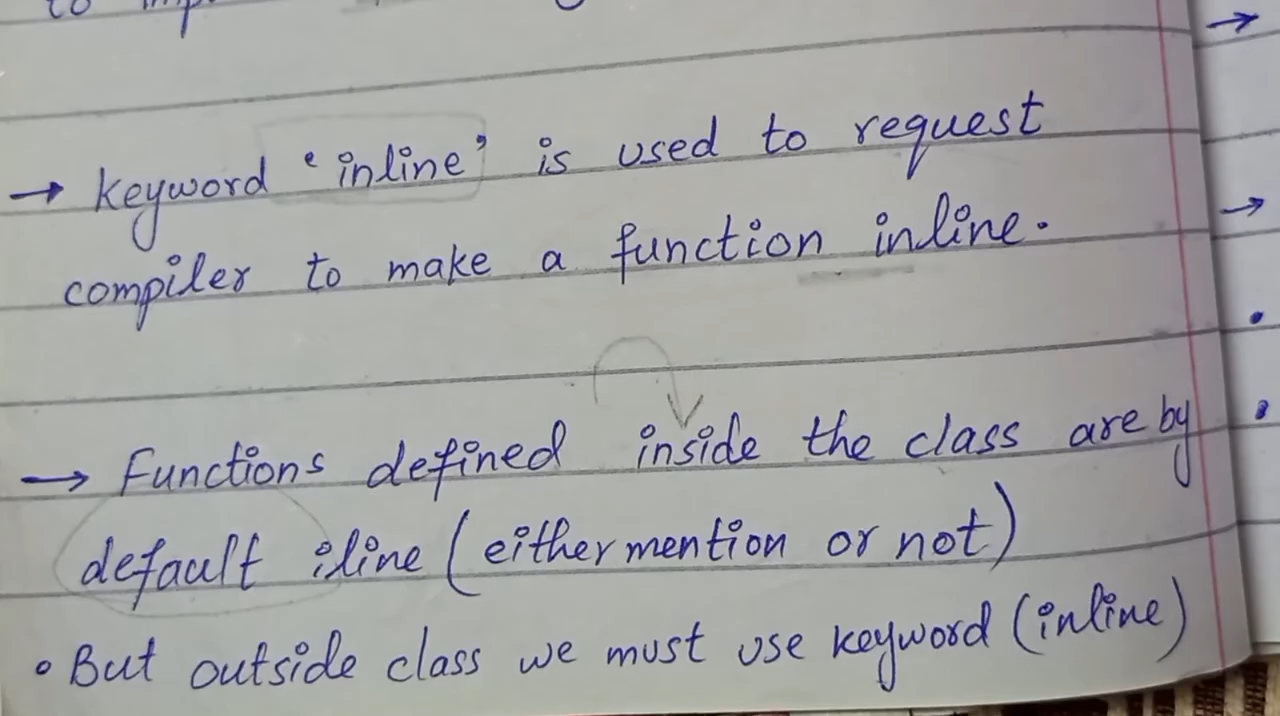 to
→ keyword 'inline' is used to request
compiler to make a function inline.
→ Functions defined inside the class are by
default iline (either mention or not)
• But outside class we must use keyword (inline)